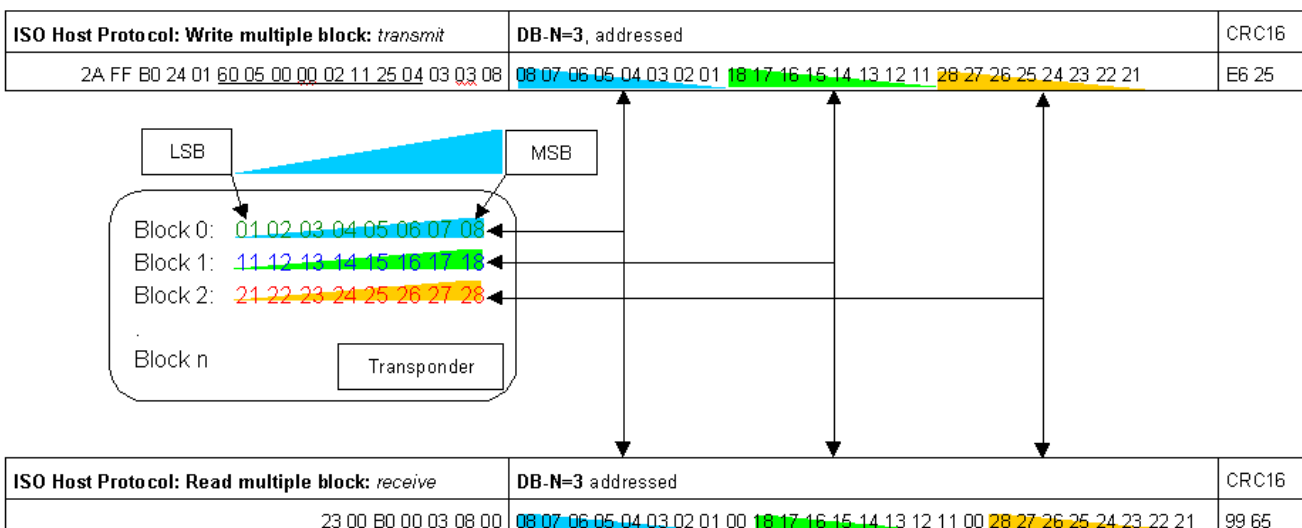 ISO Host Protocol: Write multiple block: transmit DB-N=3, addressed CRC16
2A FF B0 24 01 60 05 00 00 02 11 25 04 03 03 08 08 07 06 05 04 03 02 01 18 17 16 15 14 13 12 11 28 27 26 25 24 23 22 21 E6 25
LSB MSB
Block 0: 01 02 03 04 05 06 07 08
Block 1: 11 12 13 14 15 16 17 18
Block 2: 21 22 23 24 25 26 27 28
.
Block n
Transponder
ISO Host Protocol: Read multiple block: receive DB-N=3 addressed CRC16
23 00 B0 00 03 08 00 08 07 06 05 04 03 02 01 00 18 17 16 15 14 13 12 11 00 28 27 26 25 24 23 22 21 99 65